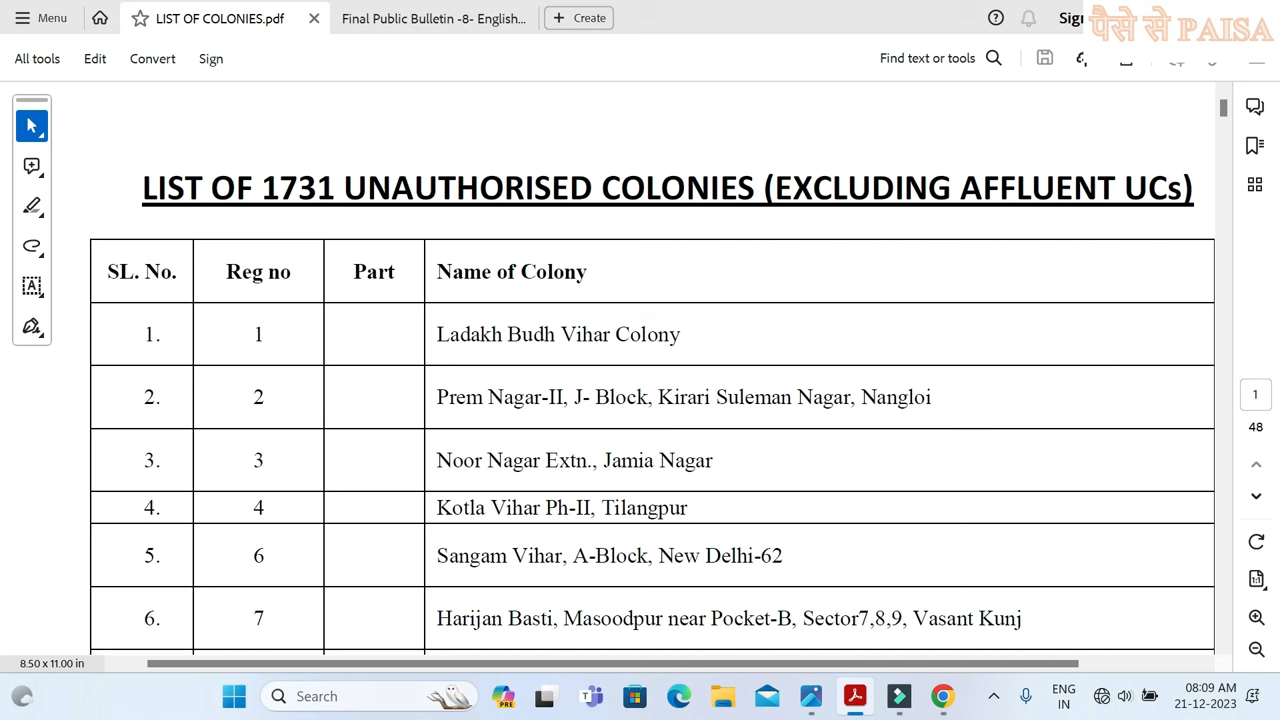 Menu
LIST OF COLONIES.pdf
Final Public Bulletin -8- English...
Create
Sign
पैसे से PAISA
All tools
Edit
Convert
Sign
Find text or tools
LIST OF 1731 UNAUTHORISED COLONIES (EXCLUDING AFFLUENT UCs)
SL. No. Reg no Part Name of Colony
1. 1 Ladakh Budh Vihar Colony
2. 2 Prem Nagar-II, J- Block, Kirari Suleman Nagar, Nangloi
3. 3 Noor Nagar Extn., Jamia Nagar
4. 4 Kotla Vihar Ph-II, Tilangpur
5. 6 Sangam Vihar, A-Block, New Delhi-62
6. 7 Harijan Basti, Masoodpur near Pocket-B, Sector7,8,9, Vasant Kunj
1
48
8.50 x 11.00 in
Search
PRE
ENG
IN
08:09 AM
21-12-2023